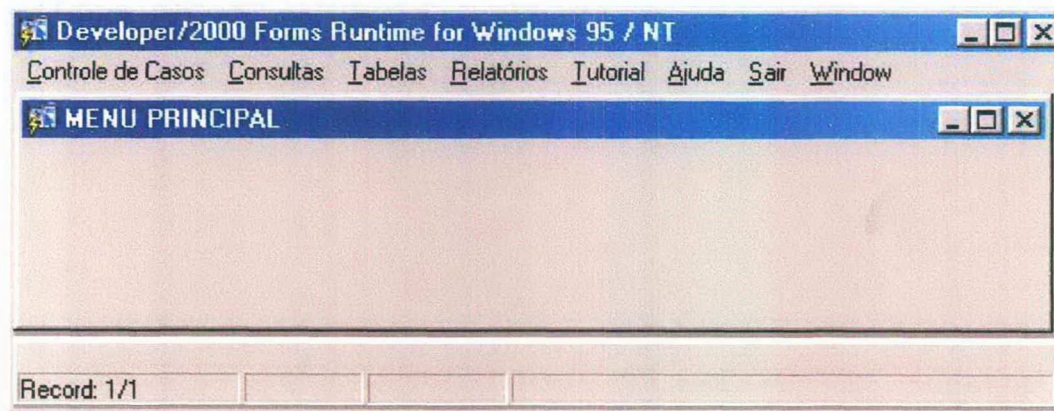 Developer/2000 Forms Runtime for Windows 95 / NT
Controle de Casos Consultas Tabelas Relatórios Tutorial Ajuda Sair Window
MENU PRINCIPAL
Record: 1/1